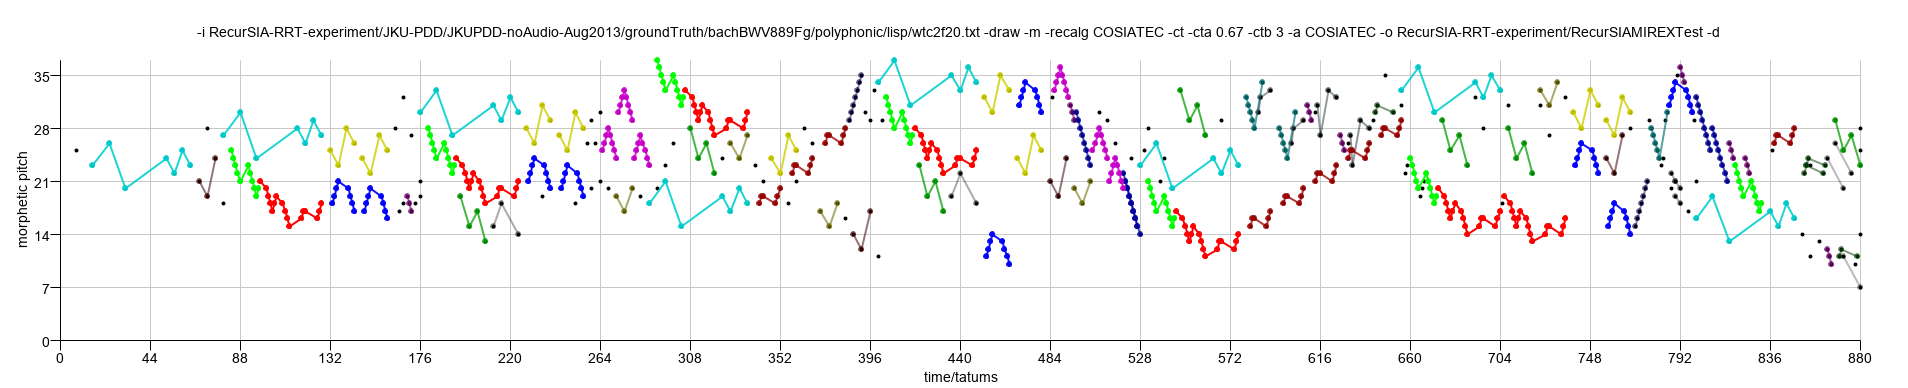 -i RecurSIA-RRT-experiment/JKU-PDD/JKUPDD-noAudio-Aug2013/groundTruth/bachBWV889Fg/polyphonic/lisp/wtc2f20.txt -draw -m -recalg COSIATEC -ct -cta 0.67 -ctb 3 -a COSIATEC -o RecurSIA-RRT-experiment/RecurSIAMIREXTest -d
35
28
21
14
7
0
morphetic pitch
0 44 88 132 176 220 264 308 352 396 440 484 528 572 616 660 704 748 792 836 880
time/tatums